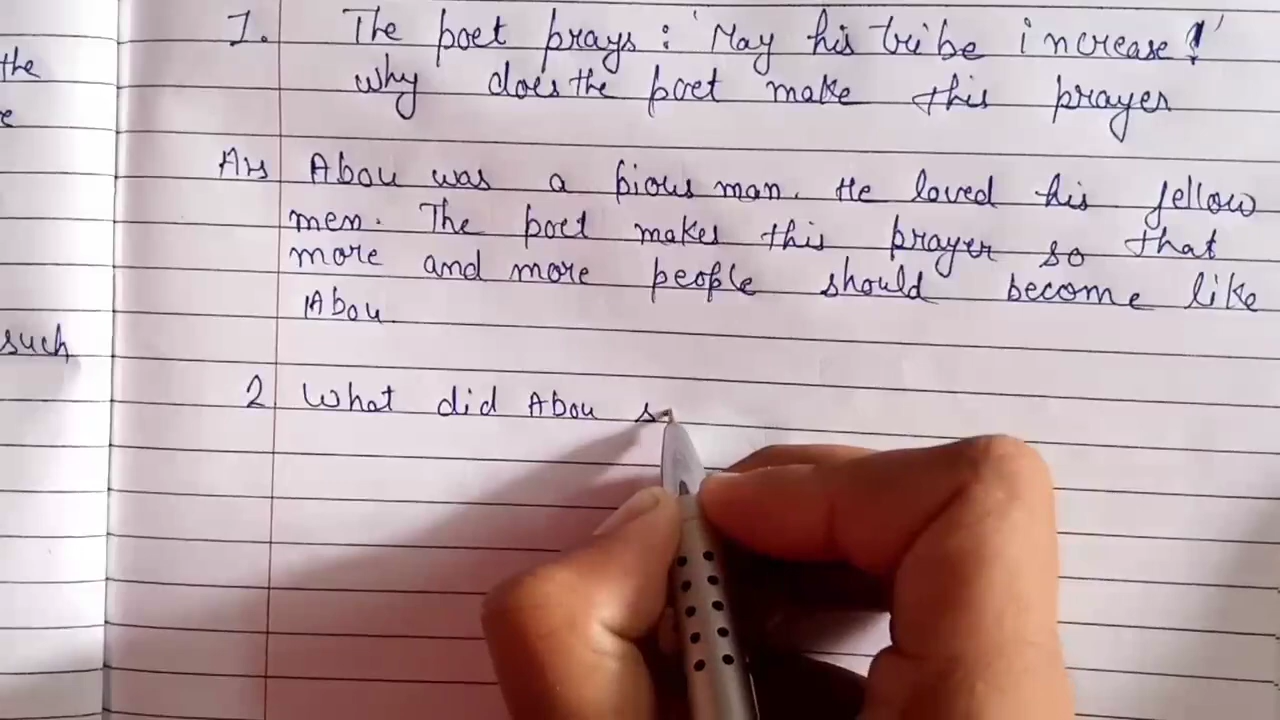 the
e
such
1. The poet prays : 'May his tribe increase!'
why does the poet make this prayer
Ans Abou was a pious man. He loved his fellow
men. The poet makes this prayer so that
more and more people should become like
Abou
2 What did Abou s